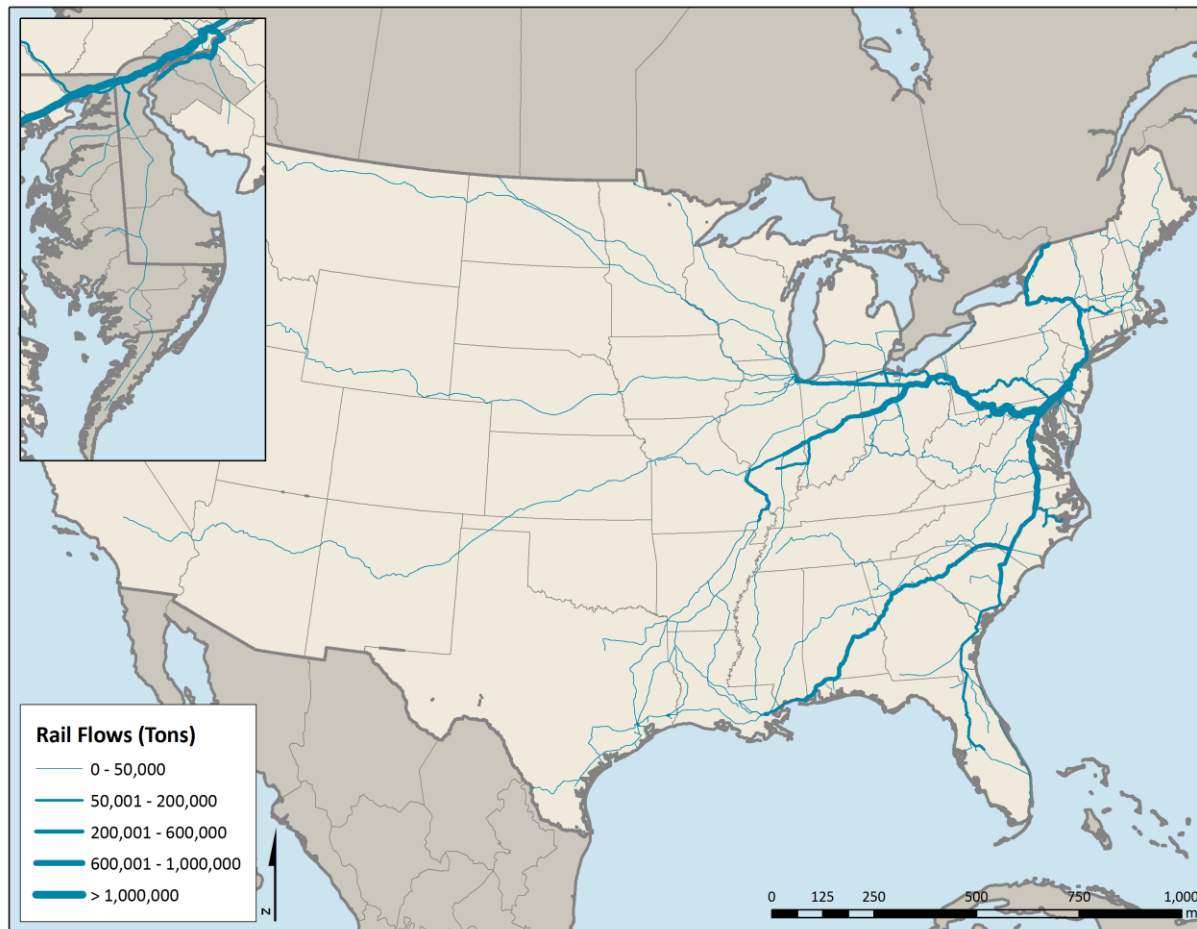 Rail Flows (Tons)
0 - 50,000
50,001 - 200,000
200,001 - 600,000
600,001 - 1,000,000
> 1,000,000
N
0 125 250 500 750 1,000
m